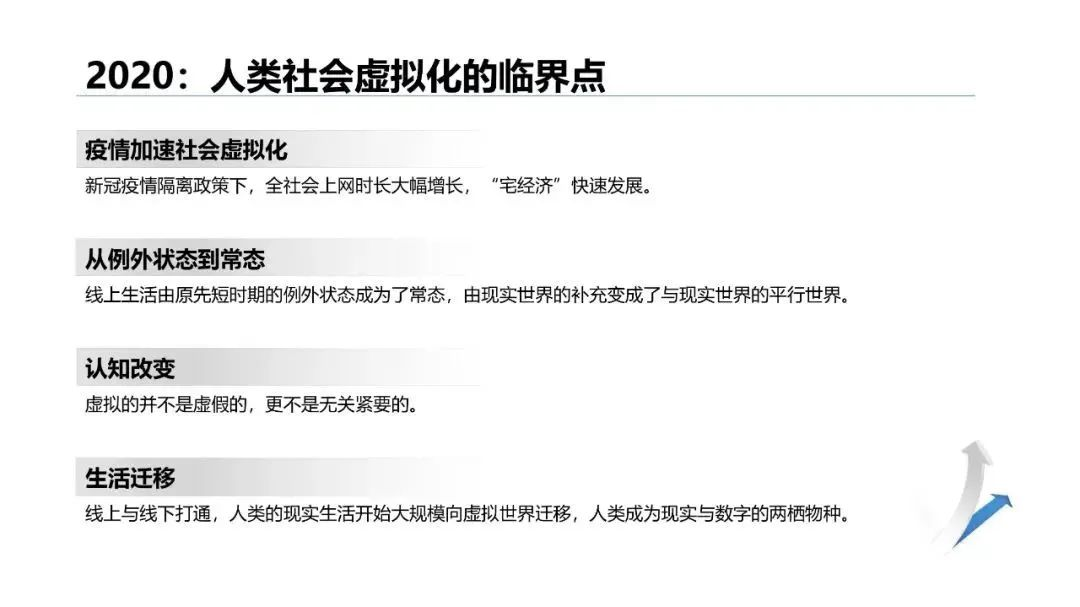 2020：人类社会虚拟化的临界点
疫情加速社会虚拟化
新冠疫情隔离政策下，全社会上网时长大幅增长，“宅经济”快速发展。
从例外状态到常态
线上生活由原先短时期的例外状态成为了常态，由现实世界的补充变成了与现实世界的平行世界。
认知改变
虚拟的并不是虚假的，更不是无关紧要的。
生活迁移
线上与线下打通，人类的现实生活开始大规模向虚拟世界迁移，人类成为现实与数字的两栖物种。